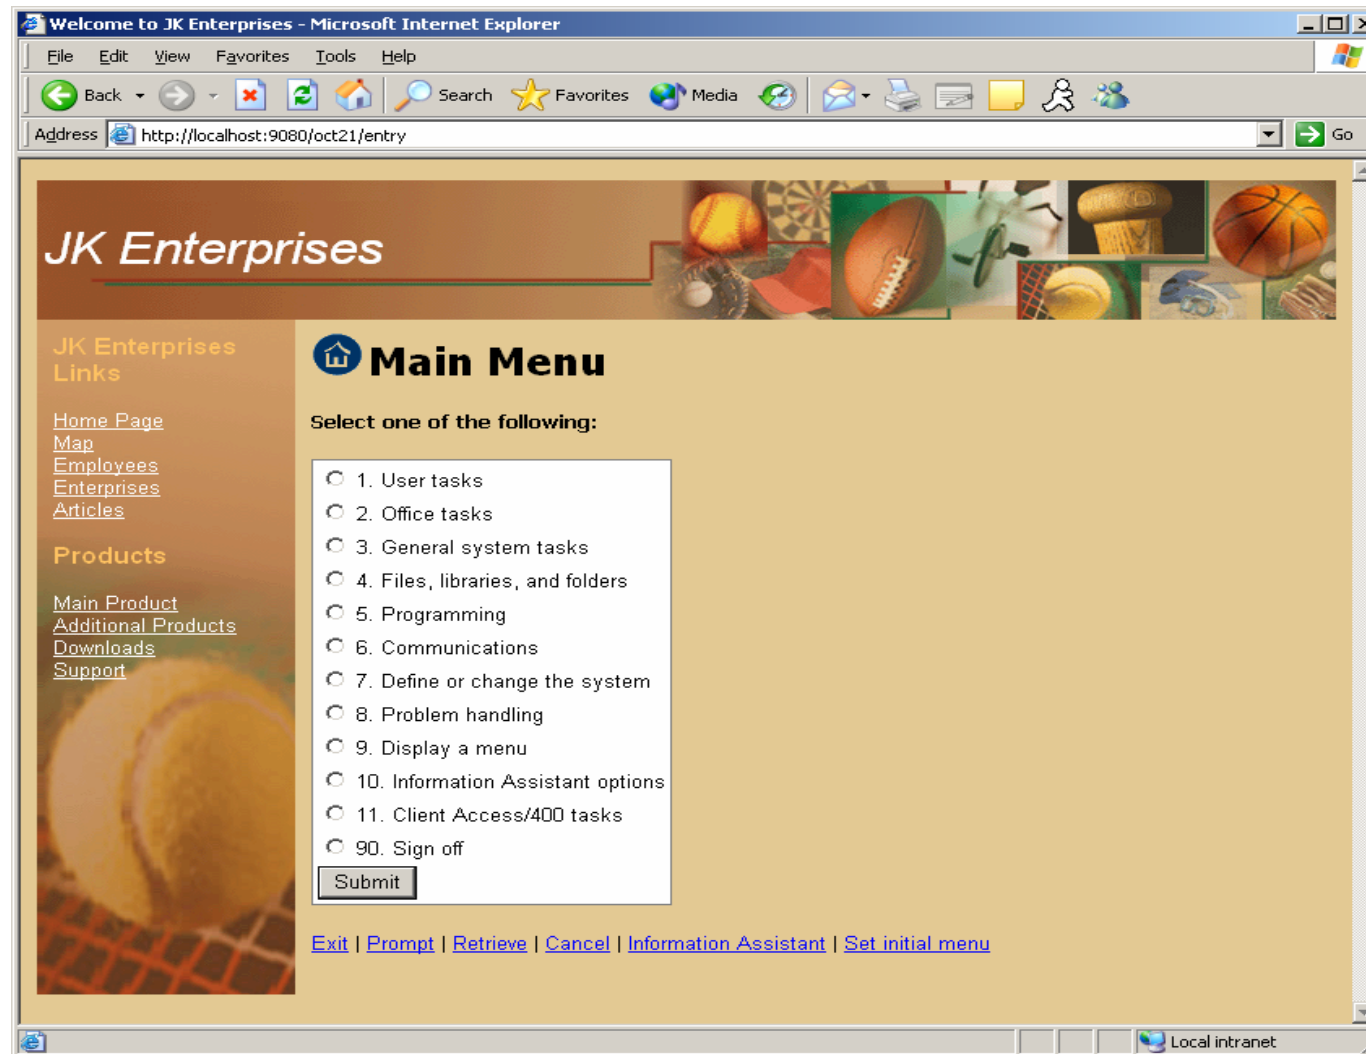 Welcome to JK Enterprises - Microsoft Internet Explorer
File Edit View Favorites Tools Help
Back Search Favorites Media
Address http://localhost:9080/oct21/entry Go
JK Enterprises
JK Enterprises
Links
Home Page
Map
Employees
Enterprises
Articles
Products
Main Product
Additional Products
Downloads
Support
Main Menu
Select one of the following:
1. User tasks
2. Office tasks
3. General system tasks
4. Files, libraries, and folders
5. Programming
6. Communications
7. Define or change the system
8. Problem handling
9. Display a menu
10. Information Assistant options
11. Client Access/400 tasks
90. Sign off
Submit
Exit | Prompt | Retrieve | Cancel | Information Assistant | Set initial menu
Local intranet